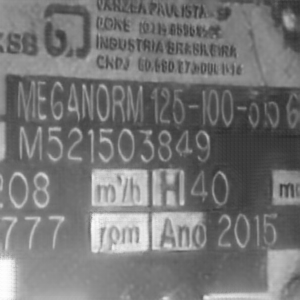 VARZEA PAULISTA - SP
KSB
INDUSTRIA BRASILEIRA
MEGANORM 125-100-
M521503849
208 m³/h H 40
777 rpm Ano 2015